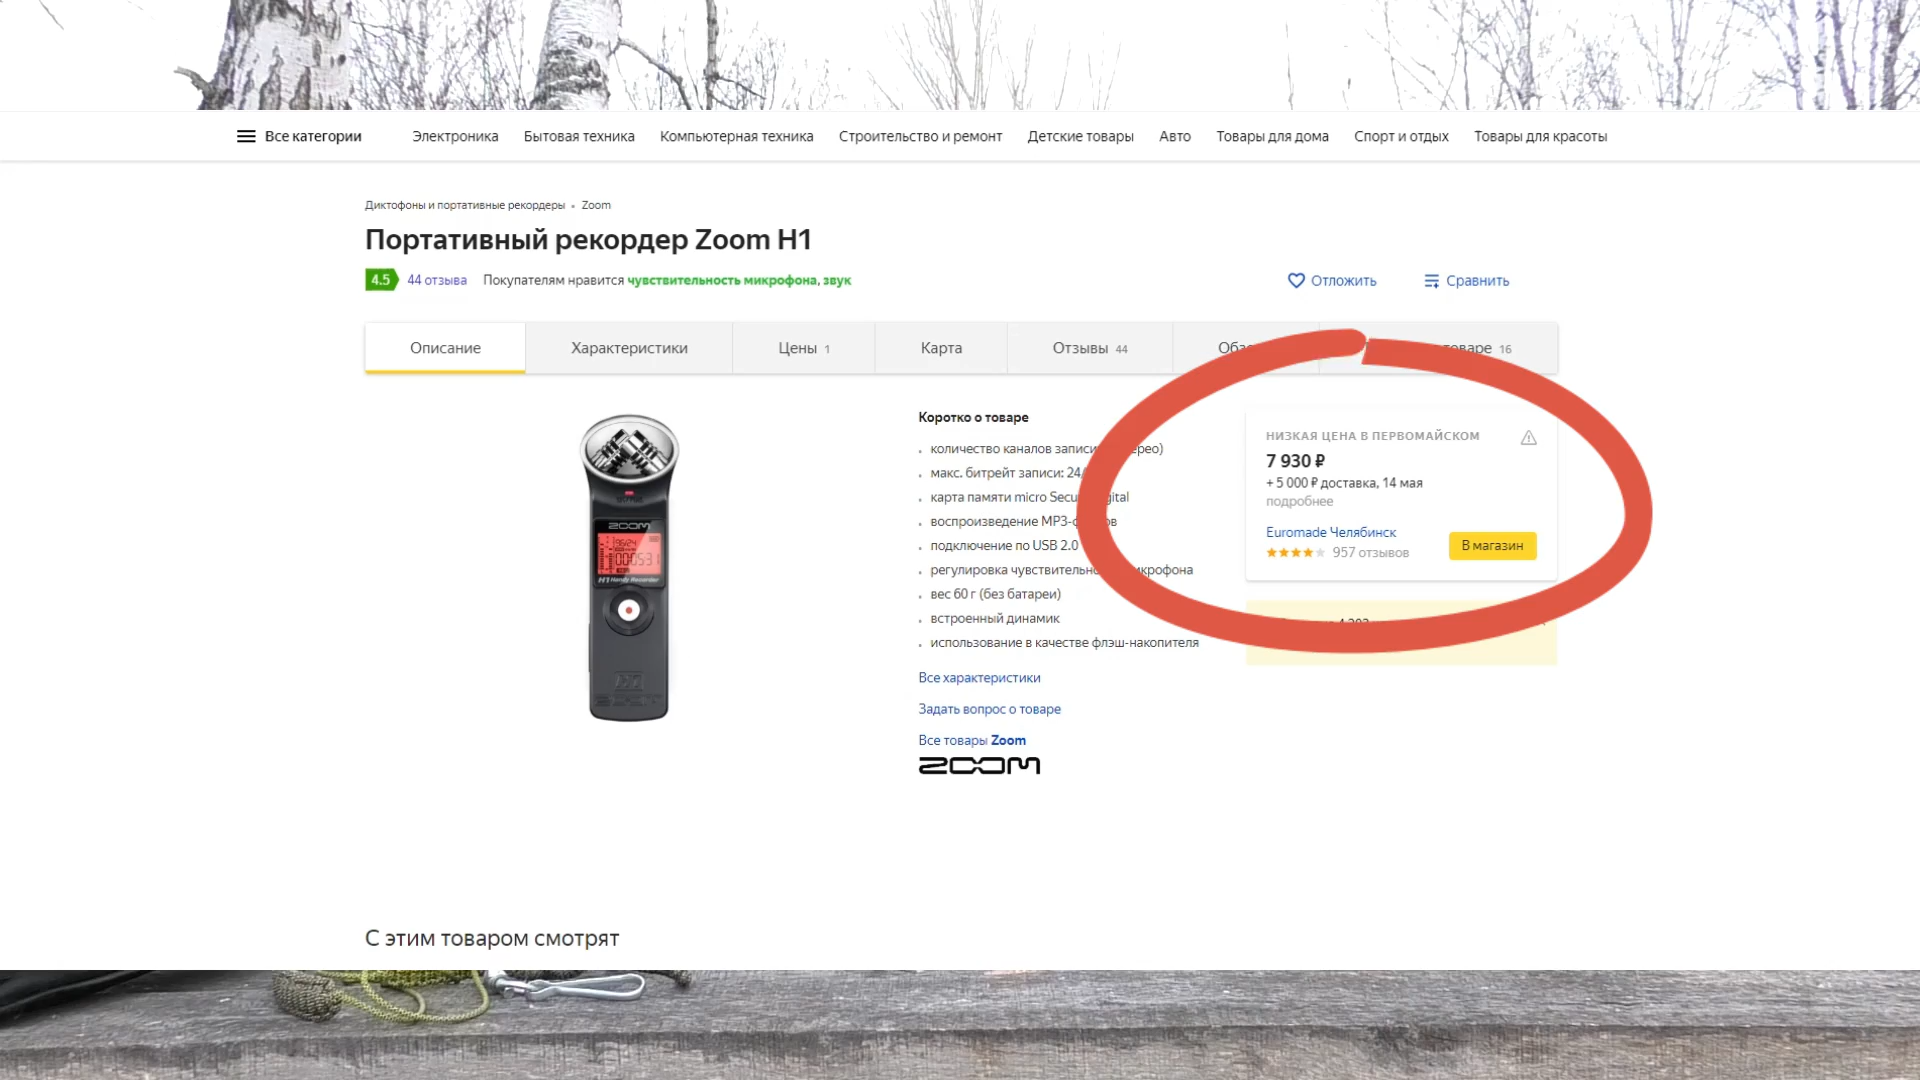 Все категории
Электроника
Бытовая техника
Компьютерная техника
Строительство и ремонт
Детские товары
Авто
Товары для дома
Спорт и отдых
Товары для красоты
Диктофоны и портативные рекордеры • Zoom
Портативный рекордер Zoom H1
4.5 44 отзыва Покупателям нравится чувствительность микрофона, звук
Отложить
Сравнить
Описание
Характеристики
Цены 1
Карта
Отзывы 44
16
Коротко о товаре
количество каналов
макс. битрейт записи:
карта памяти micro
воспроизведение
подключение по USB 2.0
регулировка
вес 60 г (без батареи)
встроенный динамик
использование в качестве флэш-накопителя
Все характеристики
Задать вопрос о товаре
Все товары Zoom
ZOOM
НИЗКАЯ ЦЕНА В ПЕРВОМАЙСКОМ
7 930 ₽
+ 5 000 ₽ доставка, 14 мая
подробнее
Euromade Челябинск
957 отзывов
В магазин
ZOOM
H1 Handy Recorder
С этим товаром смотрят